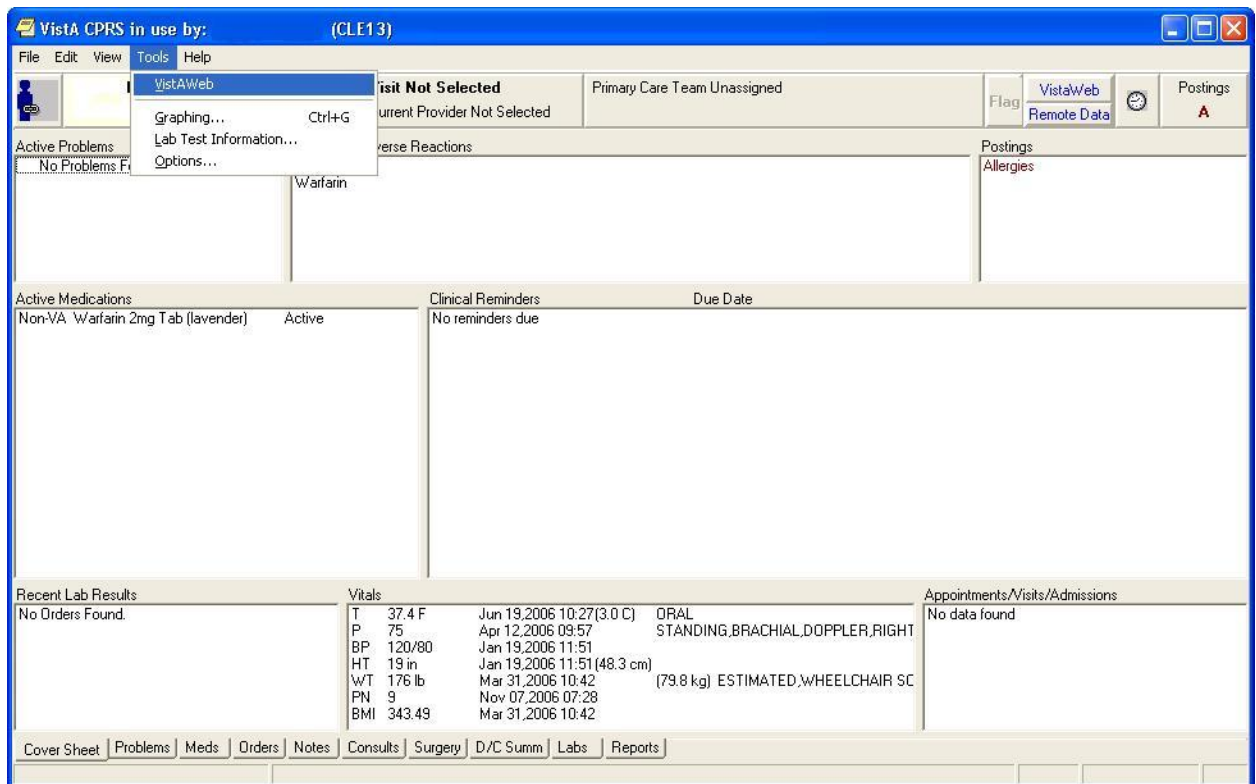 VistA CPRS in use by: (CLE13)
File Edit View Tools Help
VistAWeb
Graphing... Ctrl+G
Lab Test Information...
Options...
isit Not Selected
urrent Provider Not Selected
Primary Care Team Unassigned
Flag
VistaWeb
Remote Data
Postings
A
Active Problems
No Problems F
verse Reactions
Warfarin
Postings
Allergies
Active Medications
Non-VA Warfarin 2mg Tab (lavender) Active
Clinical Reminders Due Date
No reminders due
Recent Lab Results
No Orders Found.
Vitals
T 37.4 F Jun 19,2006 10:27(3.0 C) ORAL
P 75 Apr 12,2006 09:57 STANDING,BRACHIAL,DOPPLER,RIGHT
BP 120/80 Jan 19,2006 11:51
HT 19 in Jan 19,2006 11:51(48.3 cm)
WT 176 lb Mar 31,2006 10:42 (79.8 kg) ESTIMATED,WHEELCHAIR SC
PN 9 Nov 07,2006 07:28
BMI 343.49 Mar 31,2006 10:42
Appointments/Visits/Admissions
No data found
Cover Sheet Problems Meds Orders Notes Consults Surgery D/C Summ Labs Reports